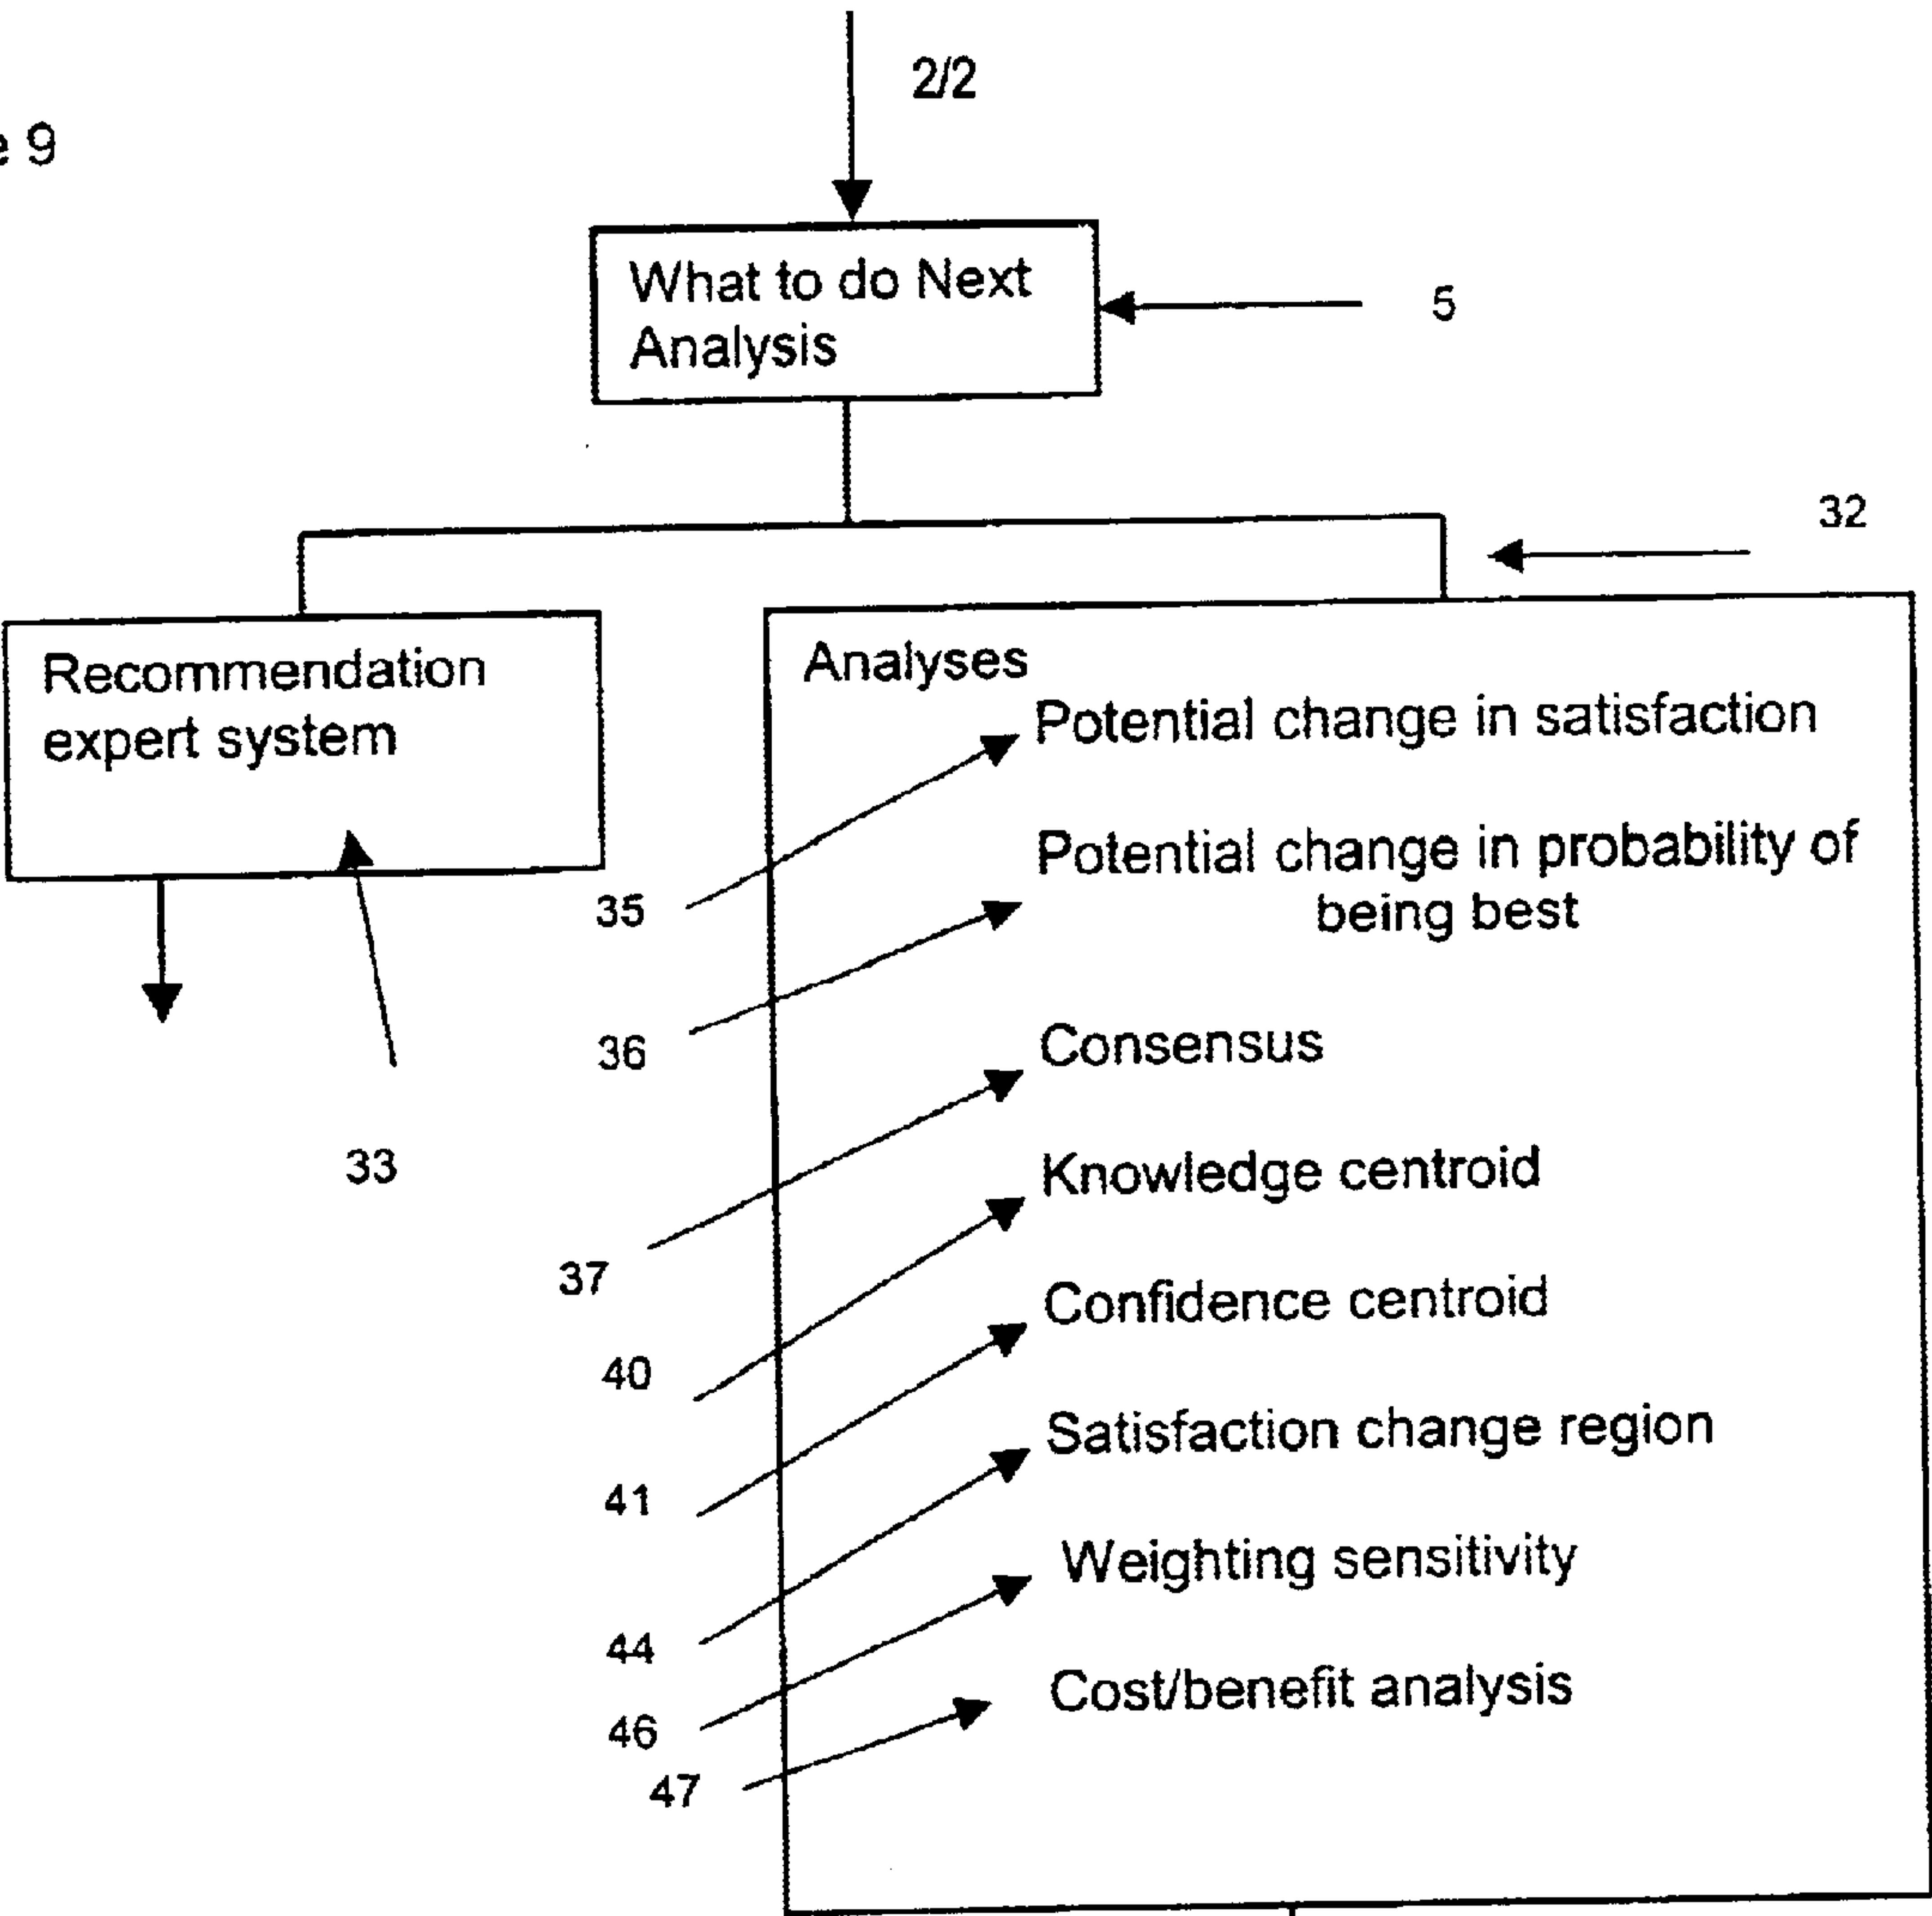 2/2
e 9
What to do Next
Analysis
5
32
Recommendation
expert system
Analyses
Potential change in satisfaction
Potential change in probability of
being best
35
36
Consensus
33
Knowledge centroid
37
Confidence centroid
40
Satisfaction change region
41
Weighting sensitivity
44
Cost/benefit analysis
46
47